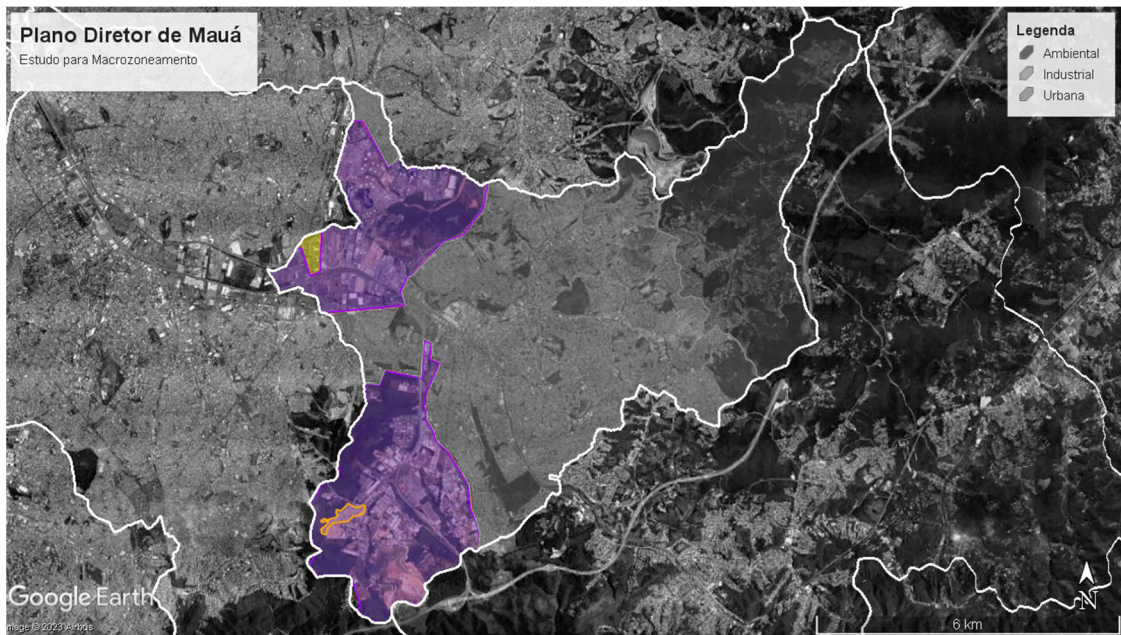 Plano Diretor de Mauá
Estudo para Macrozoneamento
Legenda
Ambiental
Industrial
Urbana
Google Earth
Image © 2023 Airbus
N
6 km